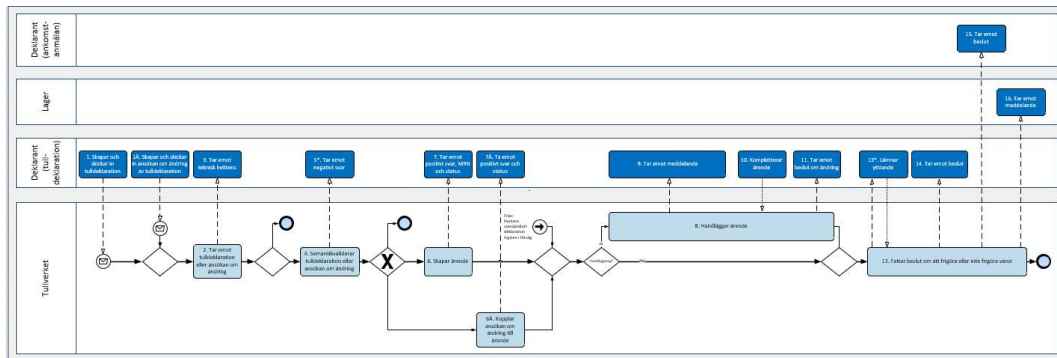 Deklarant
(ankomst-
anmälan)
15. Tar emot
beslut
Lager
16. Tar emot
meddelande
Deklarant
(tull-
deklaration)
1. Skapar och
skickar in
tulldeklaration
1Ä. Skapar och skickar
in ansökan om ändring
av tulldeklaration
3. Tar emot
teknisk kvittens
5*. Tar emot
negativt svar
7. Tar emot
positivt svar, MRN
och status
7Ä. Ta emot
positivt svar och
status
9. Tar emot meddelande
10. Kompletterar
ärende
11. Tar emot
beslut om ändring
13*. Lämnar
yttrande
14. Tar emot beslut
Tullverket
2. Tar emot
tulldeklaration
eller ansökan om
ändring
4. Semantikvaliderar
tulldeklaration eller
ansökan om ändring
X
6. Skapar ärende
6Ä. Kopplar
ansökan om
ändring till
ärende
Från:
standardtull-
deklaration
8. Handlägger ärende
12. Fattar beslut om att frigöra eller inte frigöra varor